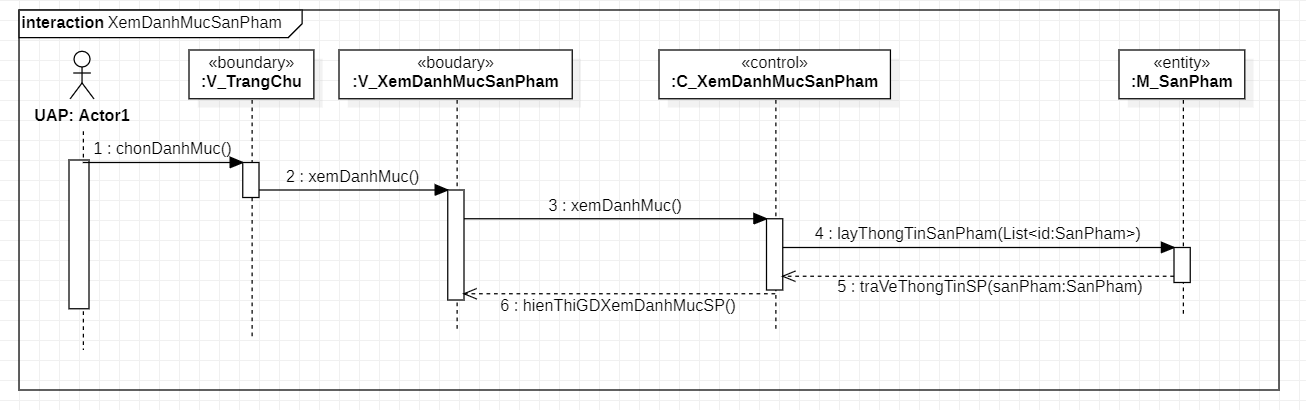 interaction XemDanhMucSanPham
«boundary»
:V_TrangChu
«boudary»
:V_XemDanhMucSanPham
«control»
:C_XemDanhMucSanPham
«entity»
:M_SanPham
UAP: Actor1
1 : chonDanhMuc()
2 : xemDanhMuc()
3 : xemDanhMuc()
4 : layThongTinSanPham(List<id:SanPham>)
5 : traVeThongTinSP(sanPham:SanPham)
6 : hienThiGDXemDanhMucSP()